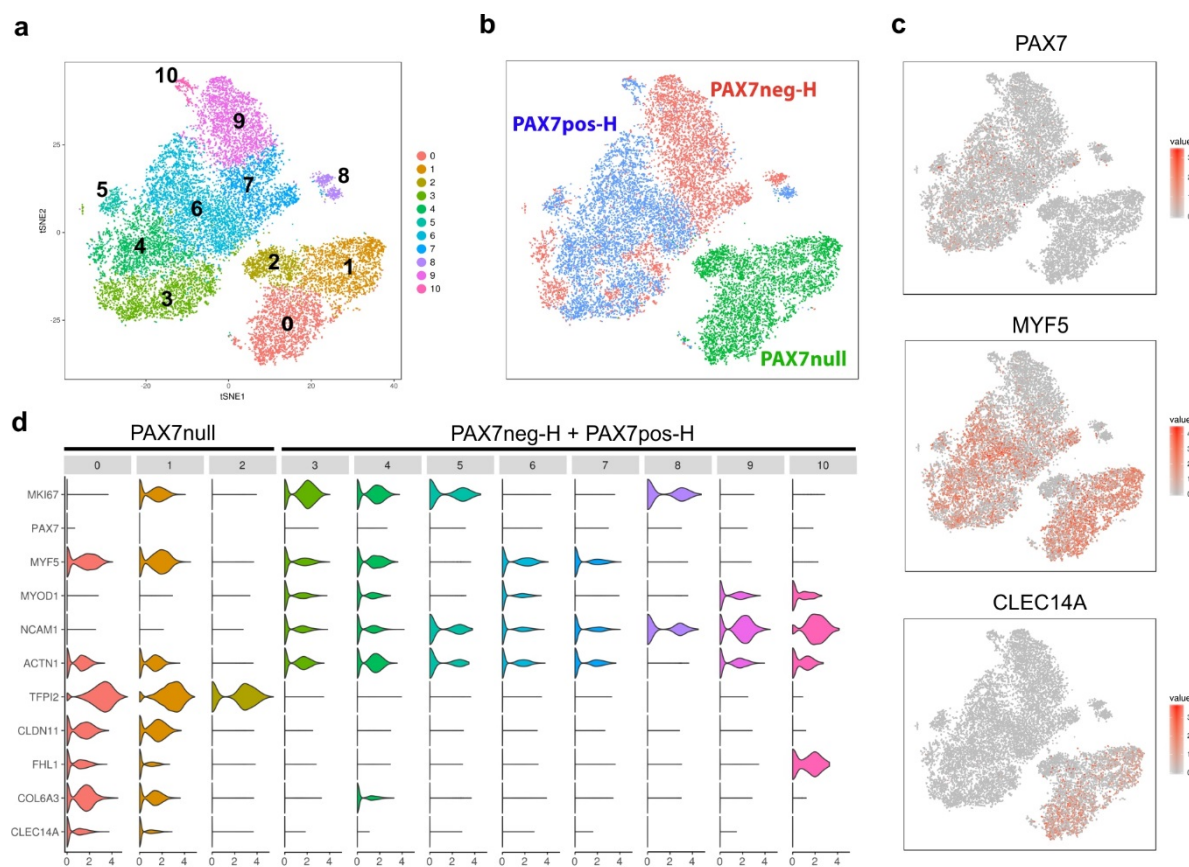 a
b
c
10
9
8
7
5
6
4
3
2
1
0
25
0
-25
-20
0
20
40
tSNE1
tSNE2
0
1
2
3
4
5
6
7
8
9
10
PAX7neg-H
PAX7pos-H
PAX7null
PAX7
value
0
MYF5
value
0
CLEC14A
value
0
d
PAX7null
PAX7neg-H + PAX7pos-H
0 1 2 3 4 5 6 7 8 9 10
MKI67
PAX7
MYF5
MYOD1
NCAM1
ACTN1
TFPI2
CLDN11
FHL1
COL6A3
CLEC14A
0 2 4 0 2 4 0 2 4 0 2 4 0 2 4 0 2 4 0 2 4 0 2 4 0 2 4 0 2 4 0 2 4